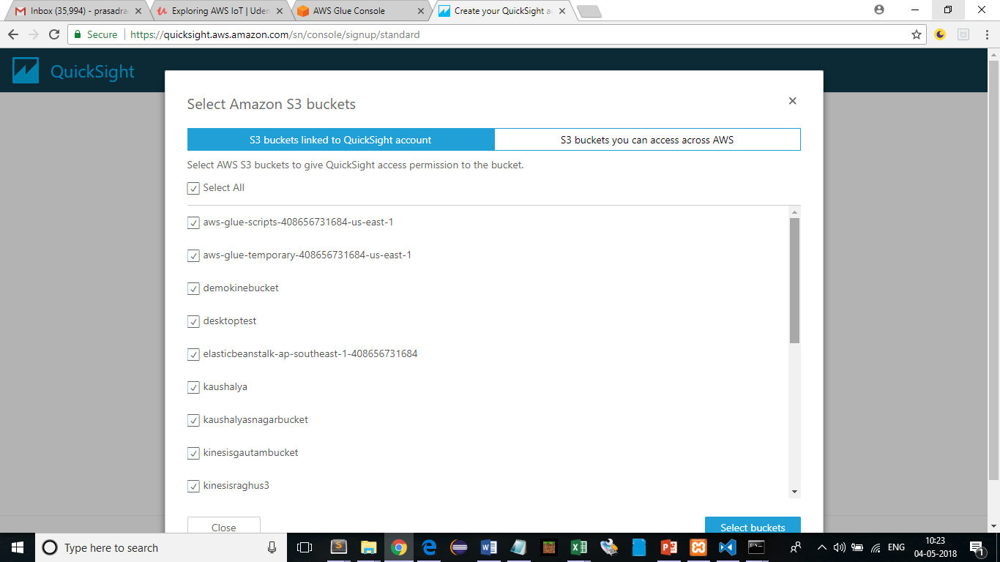 Inbox (35,994) - prasadra
Exploring AWS IoT | Uden
AWS Glue Console
Create your QuickSight a
Secure
https://quicksight.aws.amazon.com/sn/console/signup/standard
QuickSight
Select Amazon S3 buckets
S3 buckets linked to QuickSight account
S3 buckets you can access across AWS
Select AWS S3 buckets to give QuickSight access permission to the bucket.
Select All
aws-glue-scripts-408656731684-us-east-1
aws-glue-temporary-408656731684-us-east-1
demokinebucket
desktoptest
elasticbeanstalk-ap-southeast-1-408656731684
kaushalya
kaushalyasnagarbucket
kinesisgautambucket
kinesisraghus3
Close
Select buckets
Type here to search
ENG
10:23
04-05-2018
1